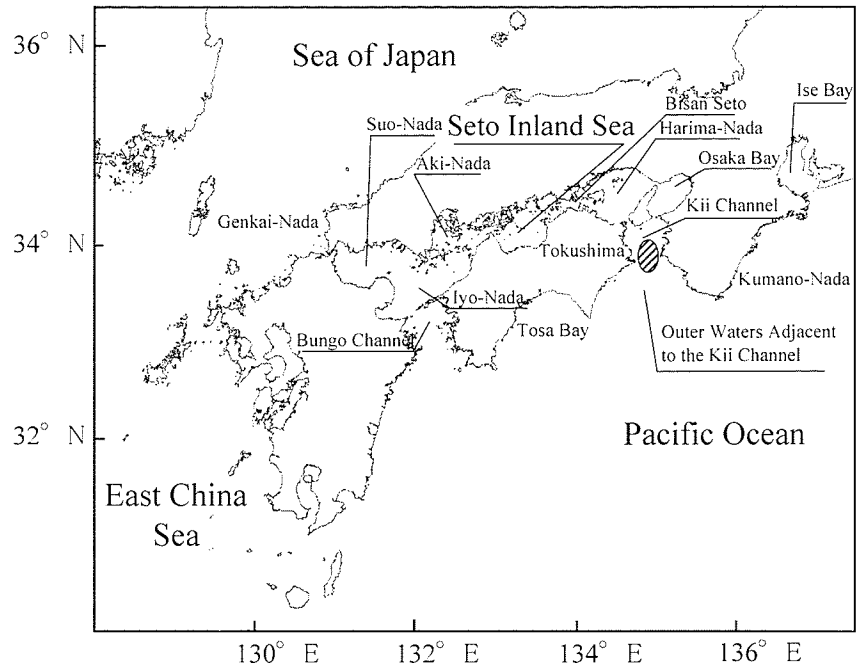 36° N
Sea of Japan
Ise Bay
Bisan Seto
Suo-Nada
Seto Inland Sea
Harima-Nada
Aki-Nada
Osaka Bay
Kii Channel
Genkai-Nada
34° N
Tokushima
Kumano-Nada
Iyo-Nada
Tosa Bay
Bungo Channel
Outer Waters Adjacent
to the Kii Channel
32° N
Pacific Ocean
East China
Sea
130° E
132° E
134° E
136° E